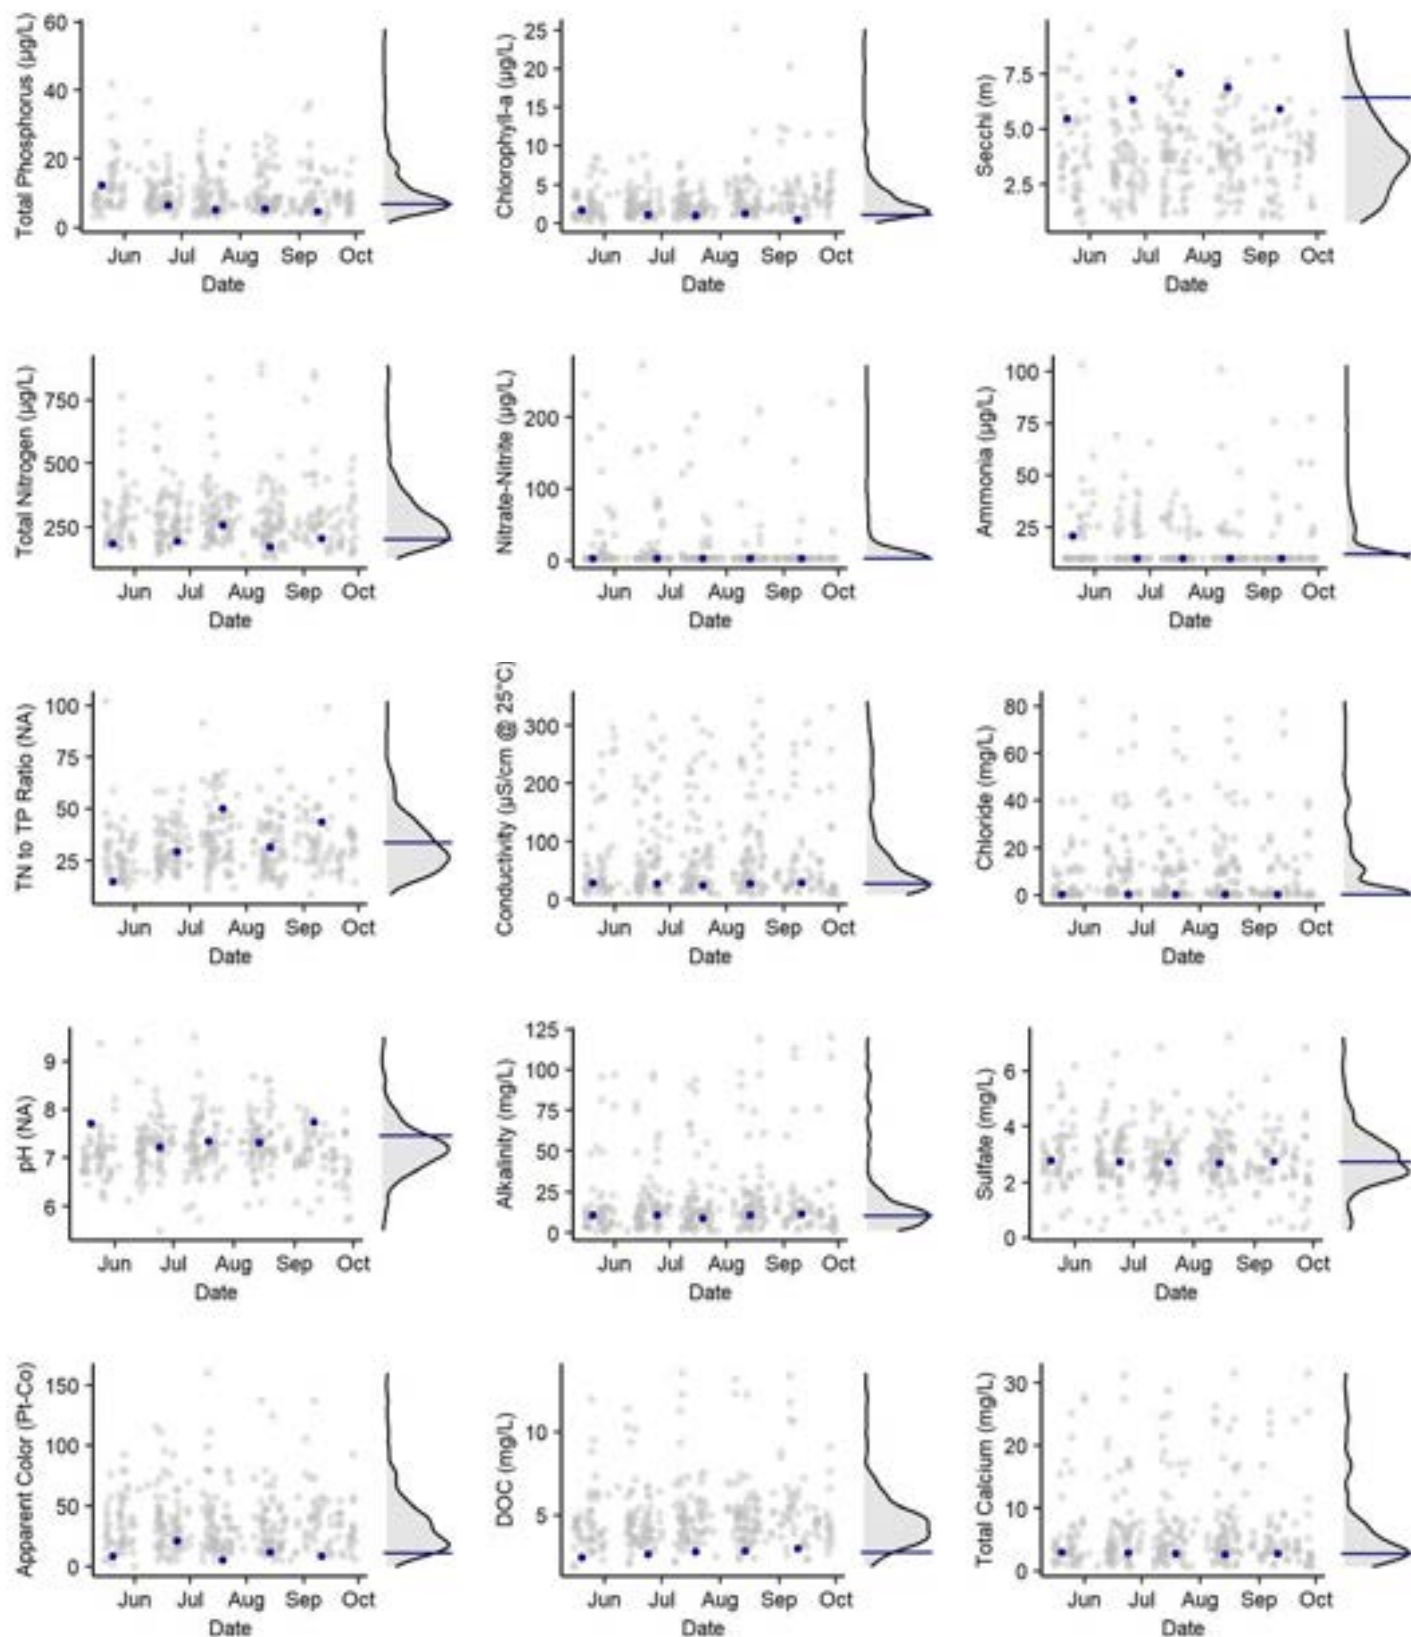 Total Phosphorus (µg/L)
60
40
20
0
Jun Jul Aug Sep Oct
Date
Chlorophyll-a (µg/L)
25
20
15
10
5
0
Jun Jul Aug Sep Oct
Date
Secchi (m)
7.5
5.0
2.5
Jun Jul Aug Sep Oct
Date
Total Nitrogen (µg/L)
750
500
250
Jun Jul Aug Sep Oct
Date
Nitrate-Nitrite (µg/L)
200
100
0
Jun Jul Aug Sep Oct
Date
Ammonia (µg/L)
100
75
50
25
Jun Jul Aug Sep Oct
Date
TN to TP Ratio (NA)
100
75
50
25
Jun Jul Aug Sep Oct
Date
Conductivity (µS/cm @ 25°C)
300
200
100
0
Jun Jul Aug Sep Oct
Date
Chloride (mg/L)
80
60
40
20
0
Jun Jul Aug Sep Oct
Date
pH (NA)
9
8
7
6
Jun Jul Aug Sep Oct
Date
Alkalinity (mg/L)
125
100
75
50
25
0
Jun Jul Aug Sep Oct
Date
Sulfate (mg/L)
6
4
2
0
Jun Jul Aug Sep Oct
Date
Apparent Color (Pt-Co)
150
100
50
0
Jun Jul Aug Sep Oct
Date
DOC (mg/L)
10
5
Jun Jul Aug Sep Oct
Date
Total Calcium (mg/L)
30
20
10
0
Jun Jul Aug Sep Oct
Date